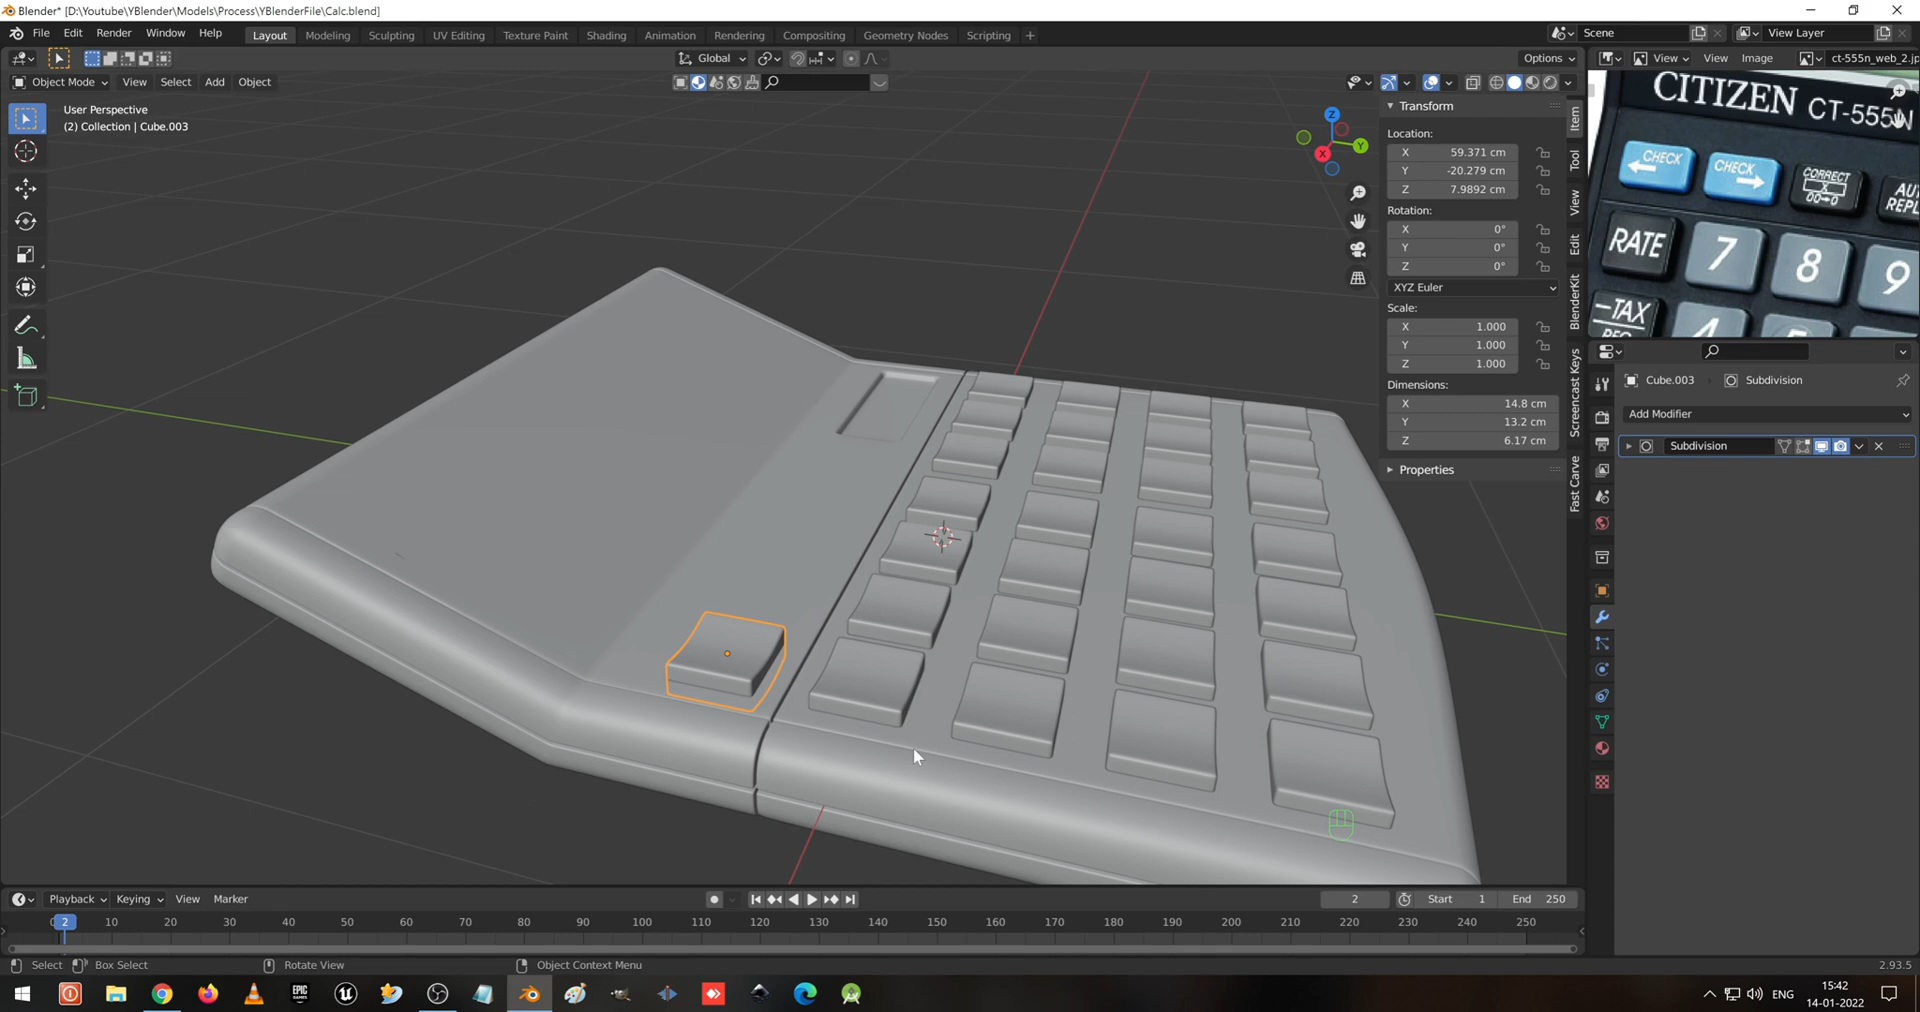 Blender* [D:\Youtube\YBlender\Models\Process\YBlenderFile\Calc.blend]
File Edit Render Window Help Layout Modeling Sculpting UV Editing Texture Paint Shading Animation Rendering Compositing Geometry Nodes Scripting + Scene View Layer
Global Options View View Image ct-555n_web_2.jp
Object Mode View Select Add Object
User Perspective
(2) Collection | Cube.003
Transform
Location:
X 59.371 cm
Y -20.279 cm
Z 7.9892 cm
Rotation:
X 0°
Y 0°
Z 0°
XYZ Euler
Scale:
X 1.000
Y 1.000
Z 1.000
Dimensions:
X 14.8 cm
Y 13.2 cm
Z 6.17 cm
Properties
Item
Tool
View
Edit
BlenderKit
Screencast Keys
Fast Carve
Z
Y
X
CITIZEN CT-555N
CHECK
CHECK
CORRECT
X
00→0
AU
REPL
RATE
7
8
9
-TAX
4
Cube.003 Subdivision
Add Modifier
Subdivision
Playback Keying View Marker 2 Start 1 End 250
2 10 20 30 40 50 60 70 80 90 100 110 120 130 140 150 160 170 180 190 200 210 220 230 240 250
Select Box Select Rotate View Object Context Menu 2.93.5
EPIC GAMES
ENG
15:42
14-01-2022